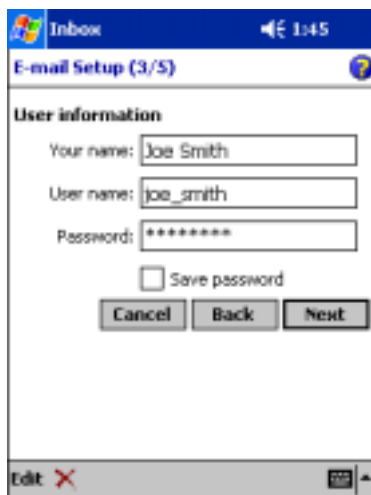 Inbox 1:45
E-mail Setup (3/5)
User information
Your name: Joe Smith
User name: joe_smith
Password: ********
Save password
Cancel Back Next
Edit